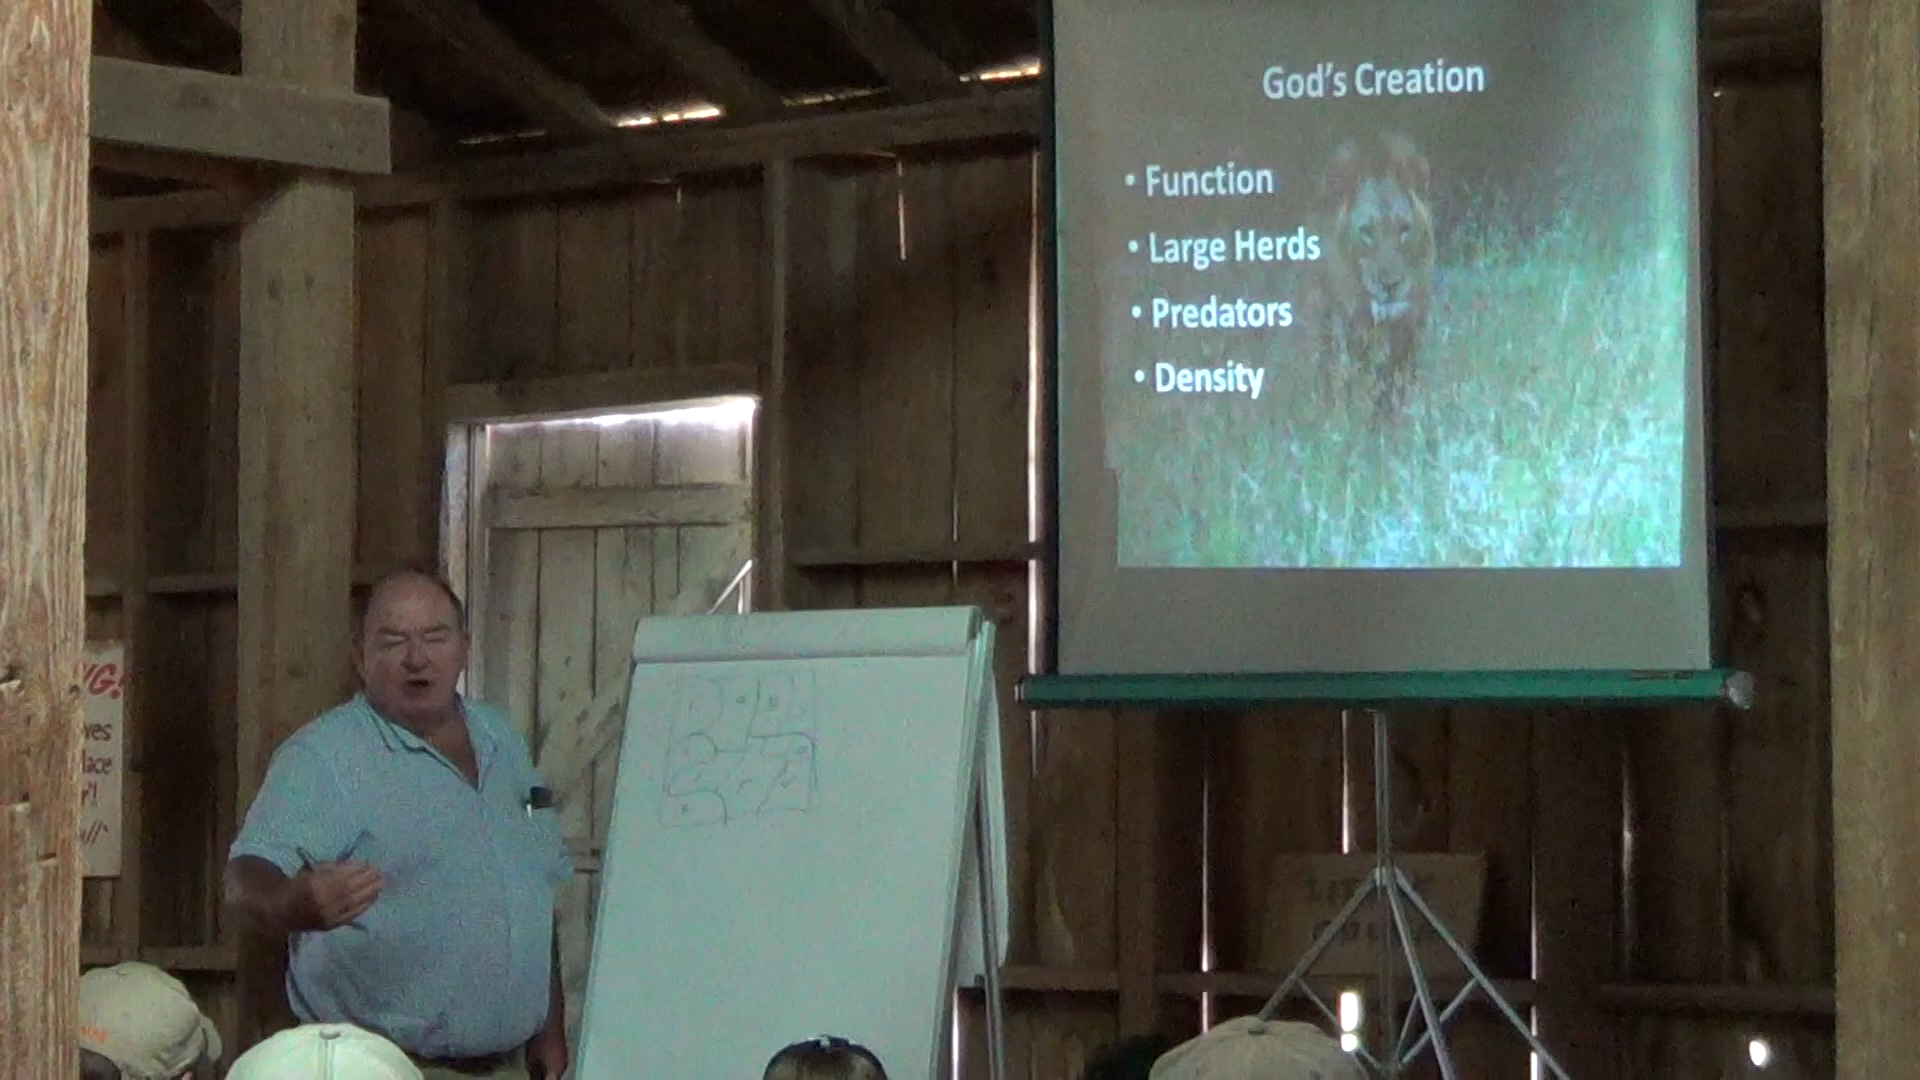 God's Creation
• Function
• Large Herds
• Predators
• Density